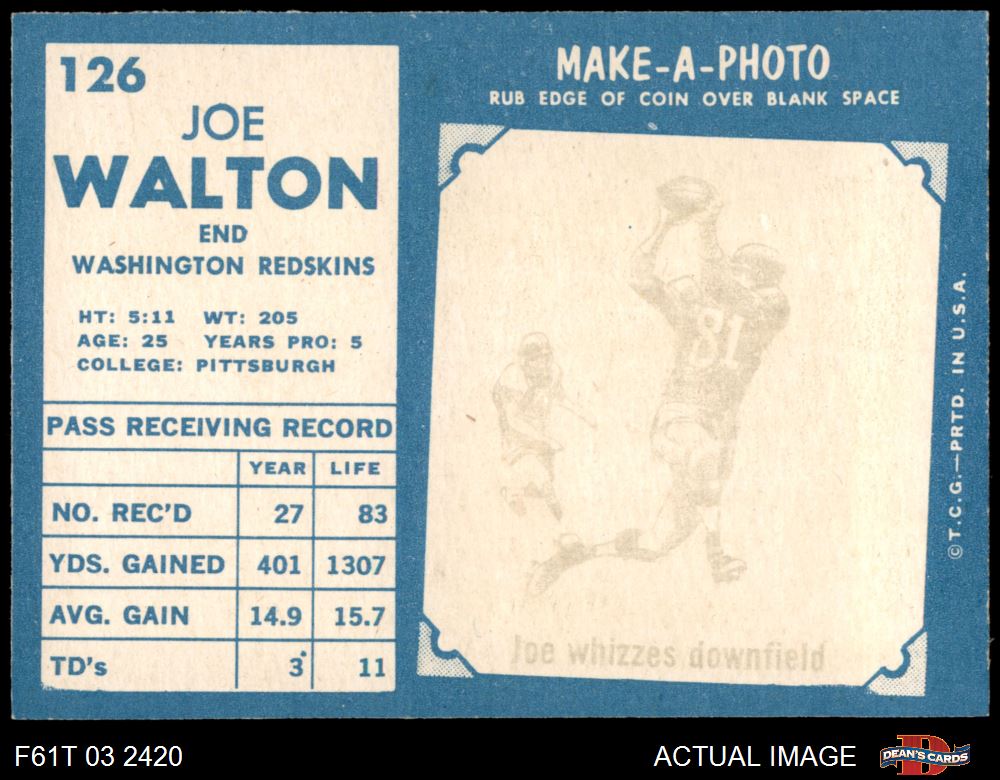 126
JOE
WALTON
END
WASHINGTON REDSKINS
HT: 5:11 WT: 205
AGE: 25 YEARS PRO: 5
COLLEGE: PITTSBURGH
PASS RECEIVING RECORD
YEAR LIFE
NO. REC'D 27 83
YDS. GAINED 401 1307
AVG. GAIN 14.9 15.7
TD's 3 11
MAKE-A-PHOTO
RUB EDGE OF COIN OVER BLANK SPACE
81
Joe whizzes downfield
©T.C.G.—PRTD. IN U.S.A.
F61T 03 2420
ACTUAL IMAGE
DEAN'S CARDS